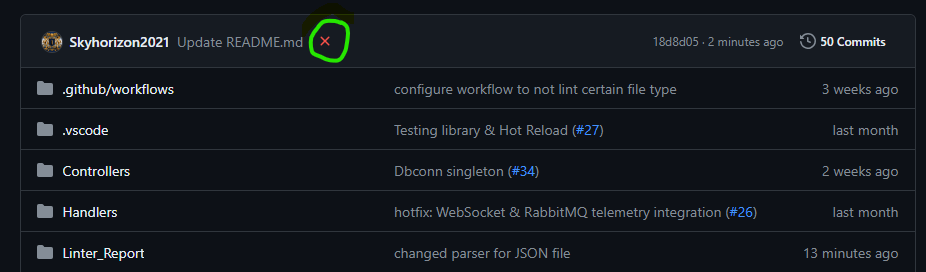 Skyhorizon2021 Update README.md 18d8d05 · 2 minutes ago 50 Commits
.github/workflows configure workflow to not lint certain file type 3 weeks ago
.vscode Testing library & Hot Reload (#27) last month
Controllers Dbconn singleton (#34) 2 weeks ago
Handlers hotfix: WebSocket & RabbitMQ telemetry integration (#26) last month
Linter_Report changed parser for JSON file 13 minutes ago